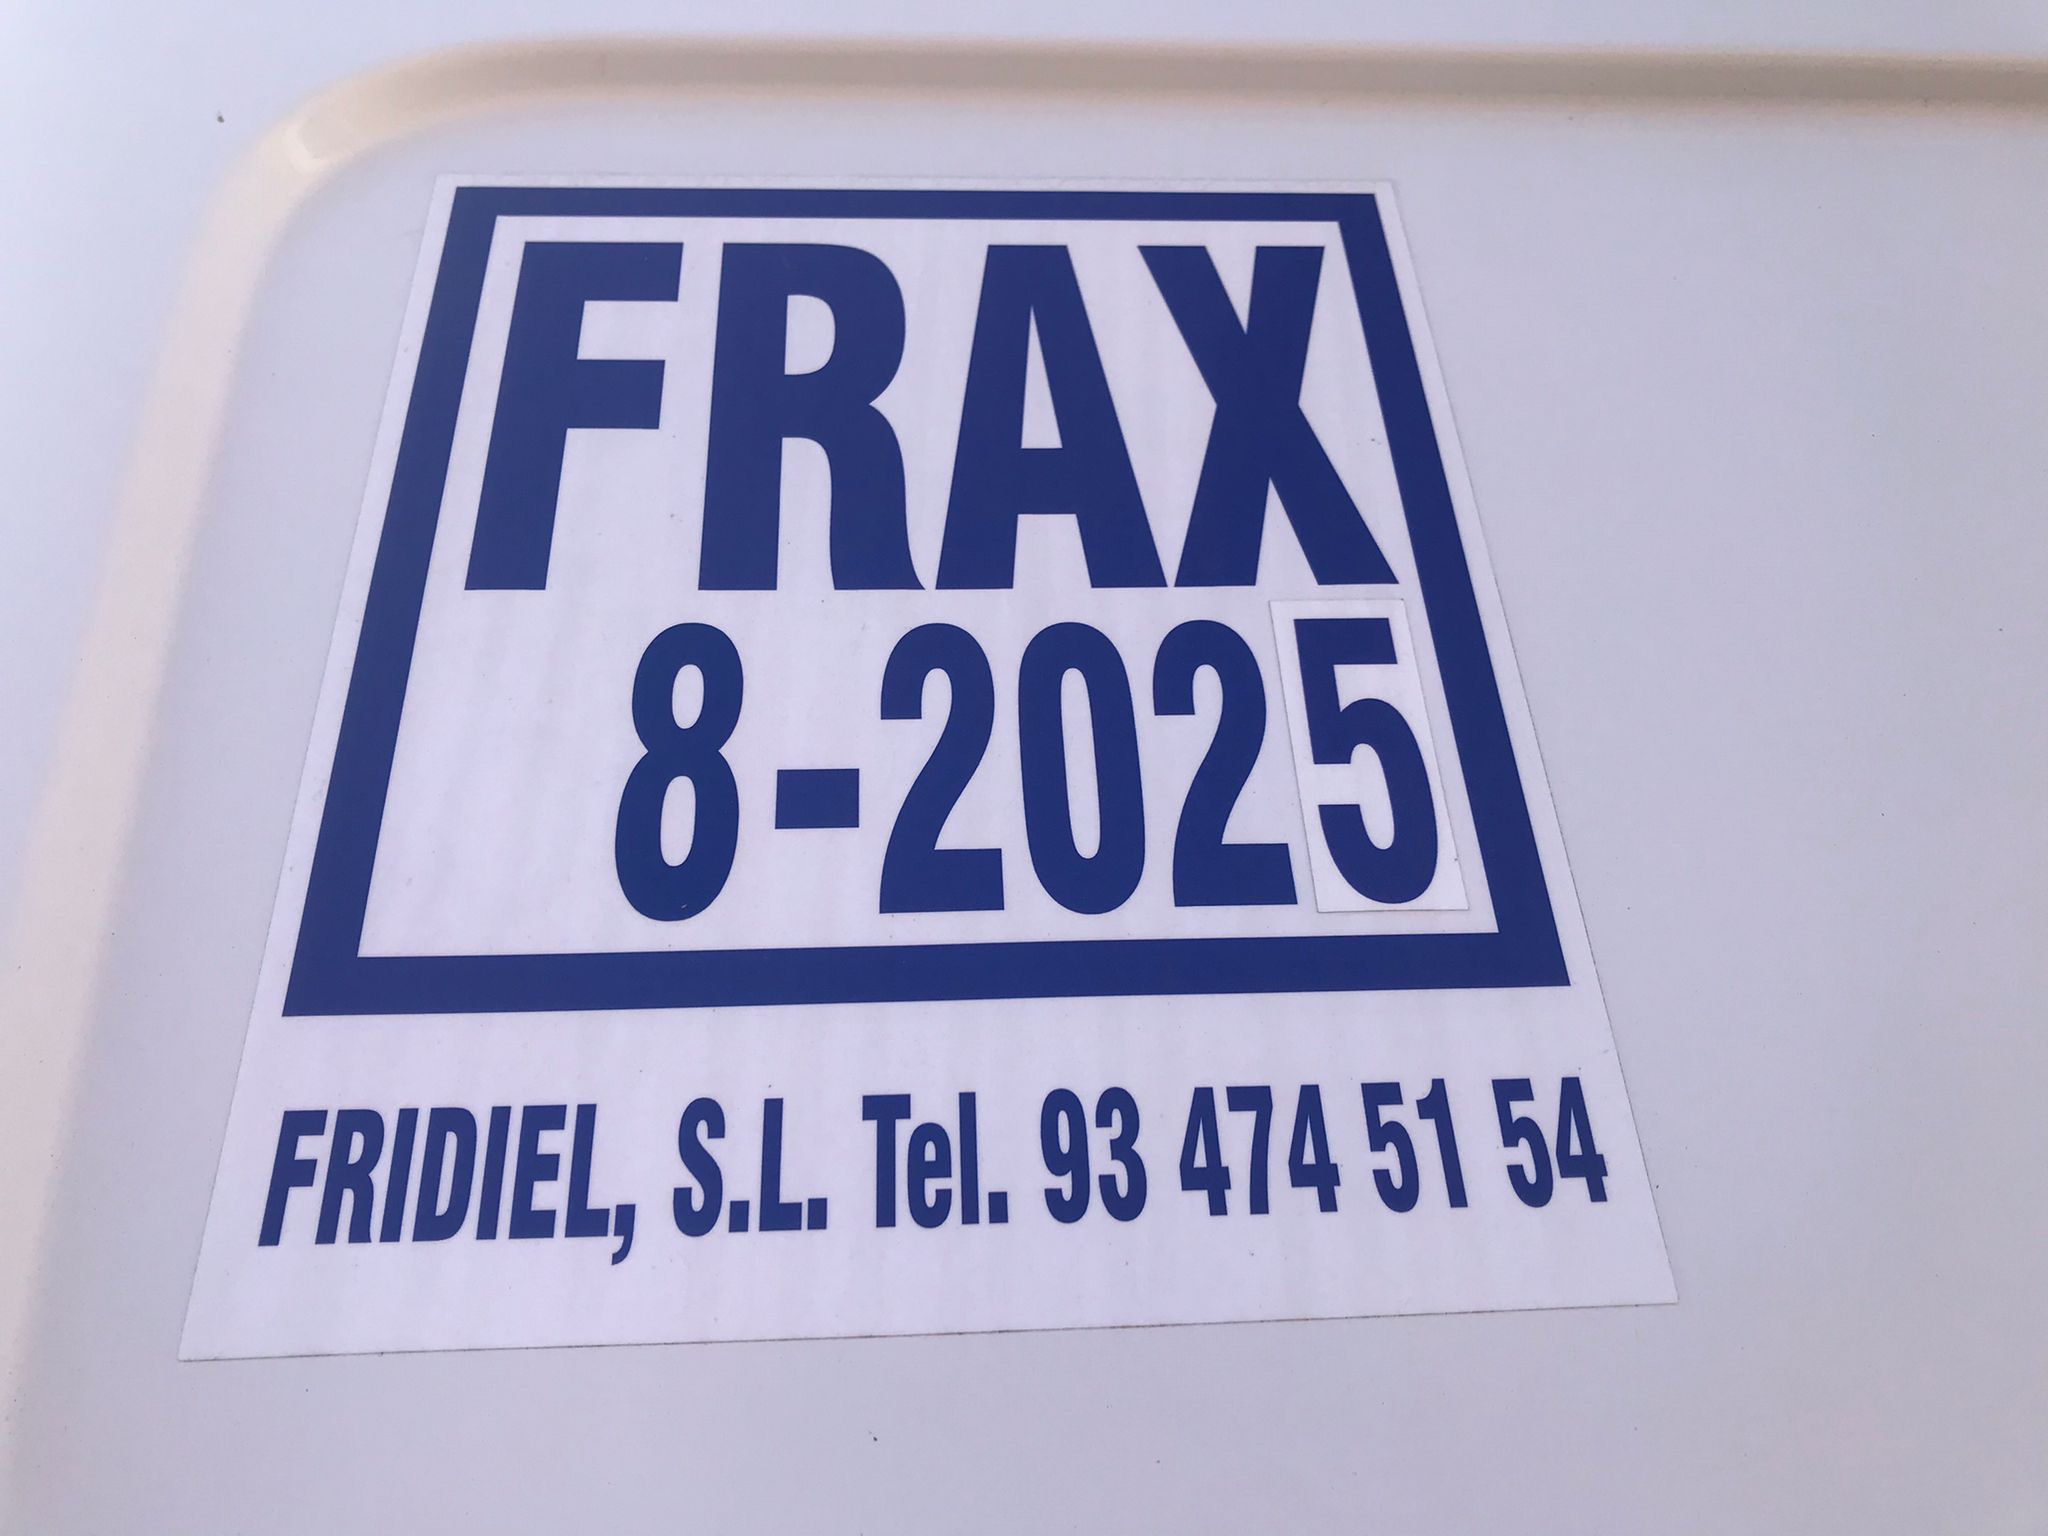 FRAX
8-2025
FRIDIEL, S.L. Tel. 93 474 51 54